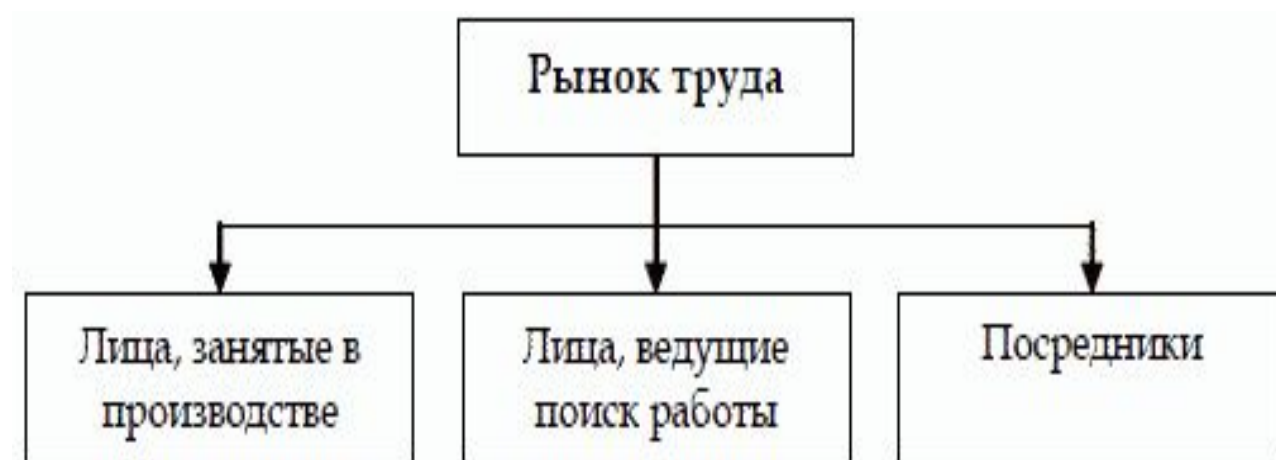 Рынок труда
Лица, занятые в
производстве
Лица, ведущие
поиск работы
Посредники